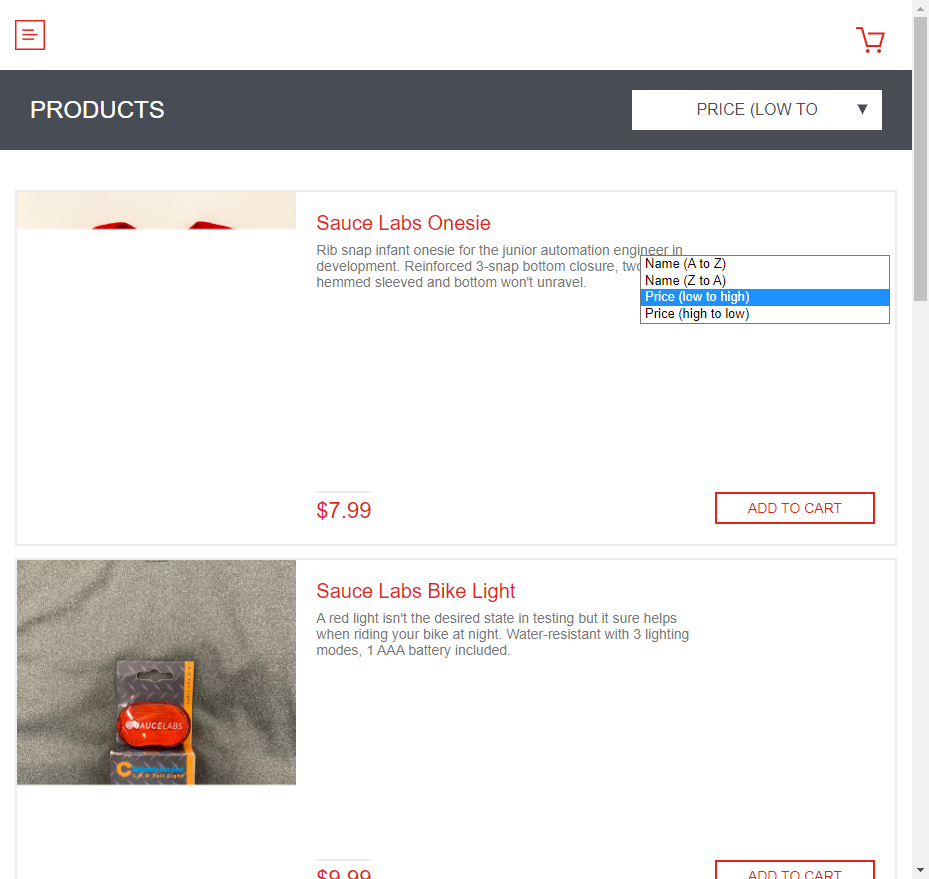 PRODUCTS
PRICE (LOW TO ▼
Sauce Labs Onesie
Rib snap infant onesie for the junior automation engineer in
development. Reinforced 3-snap bottom closure, two
hemmed sleeved and bottom won't unravel.
Name (A to Z)
Name (Z to A)
Price (low to high)
Price (high to low)
$7.99
ADD TO CART
Sauce Labs Bike Light
A red light isn't the desired state in testing but it sure helps
when riding your bike at night. Water-resistant with 3 lighting
modes, 1 AAA battery included.
SAUCELABS
$9.99
ADD TO CART